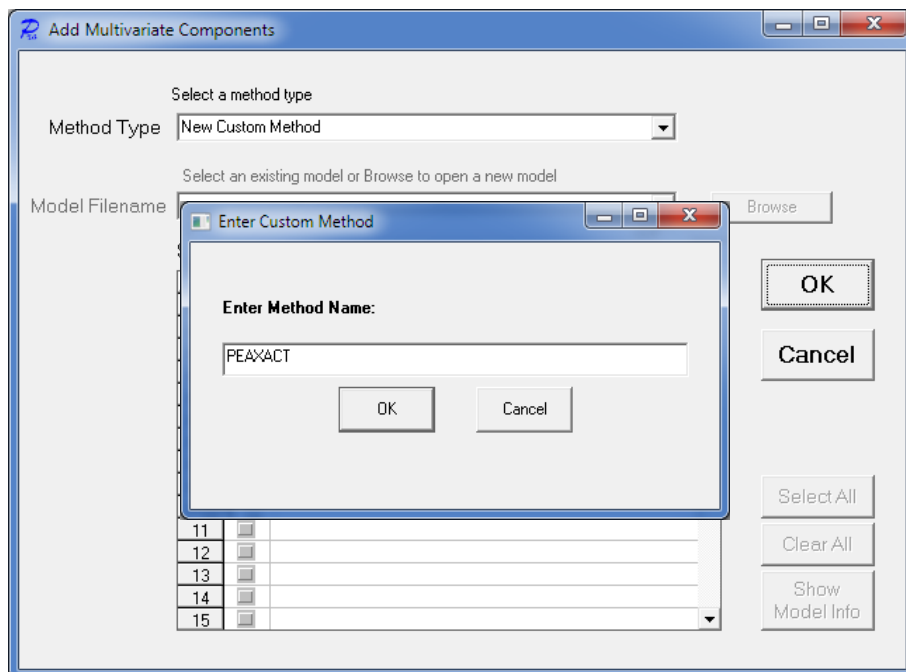 Add Multivariate Components
Select a method type
Method Type New Custom Method
Select an existing model or Browse to open a new model
Model Filename Browse
Enter Custom Method
Enter Method Name:
PEAXACT
OK Cancel
OK
Cancel
Select All
Clear All
Show
Model Info
11
12
13
14
15